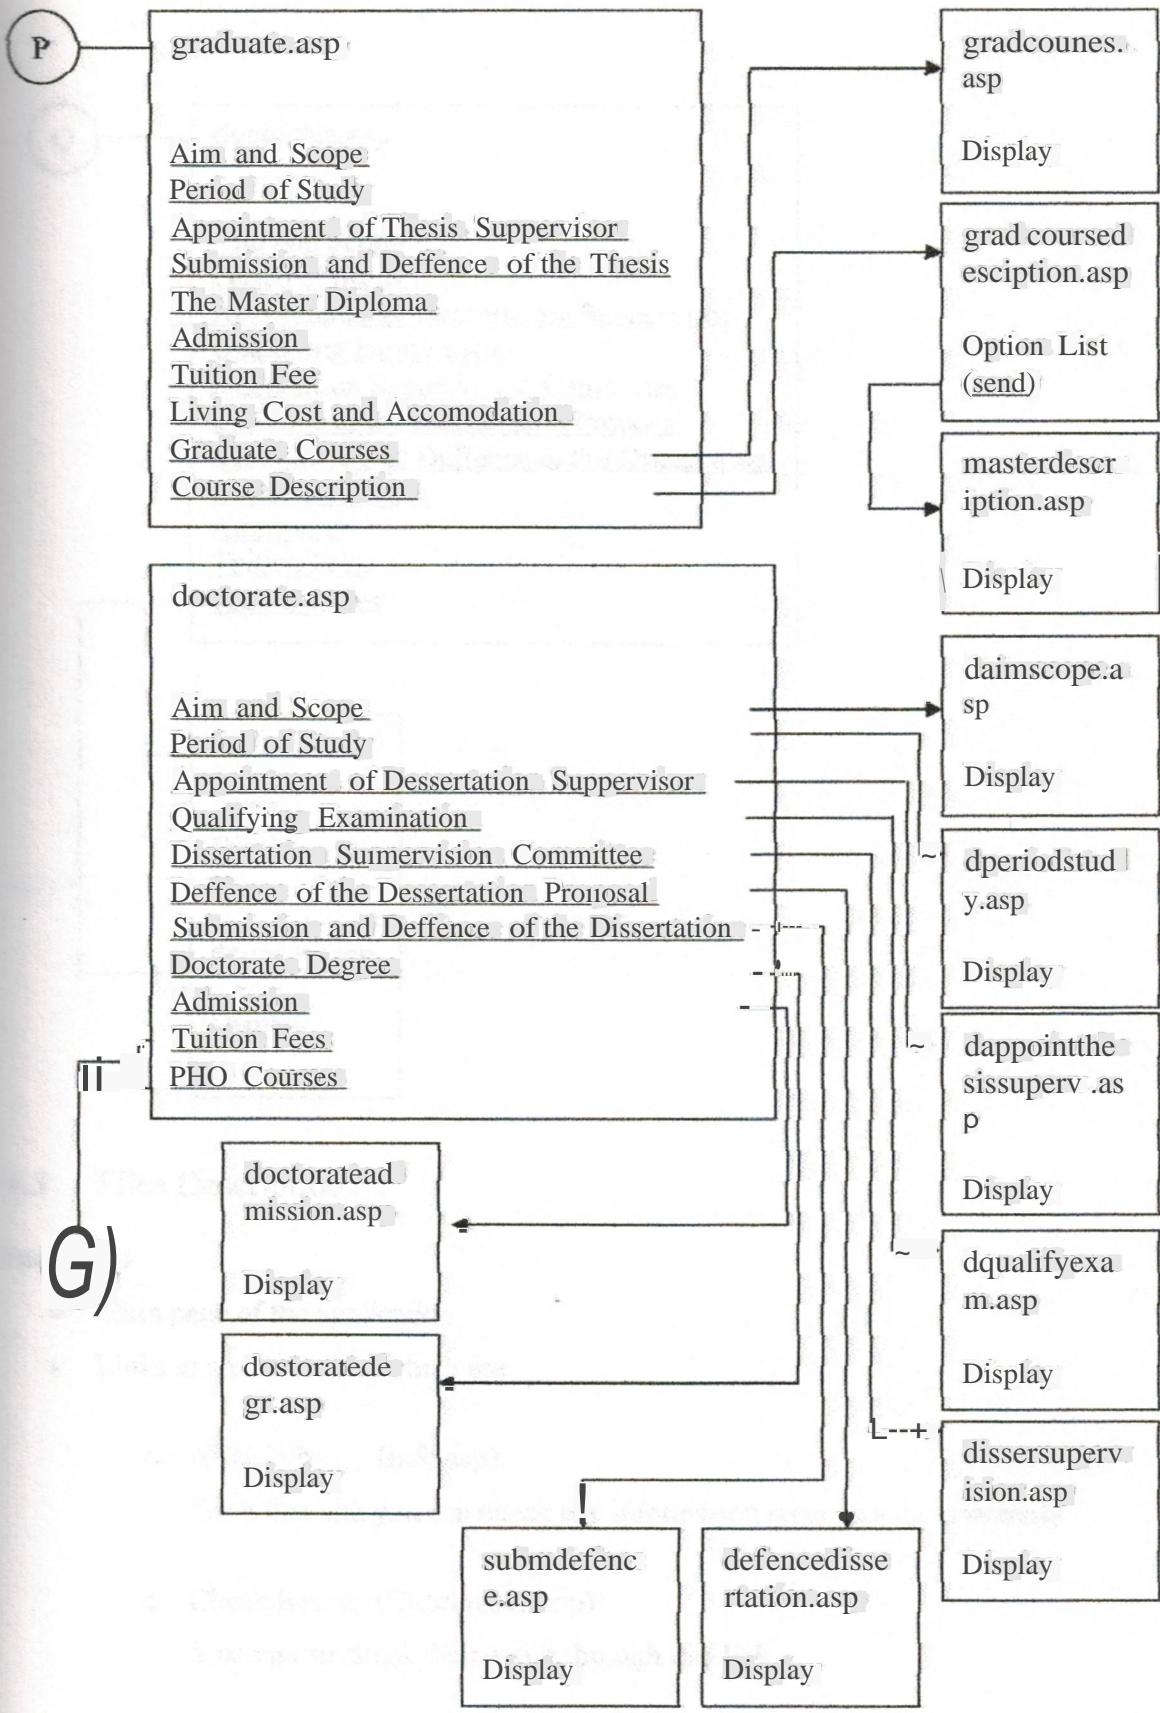 P
graduate.asp
Aim and Scope
Period of Study
Appointment of Thesis Suppervisor
Submission and Deffence of the Tfiesis
The Master Diploma
Admission
Tuition Fee
Living Cost and Accomodation
Graduate Courses
Course Description
gradcounes.
asp
Display
grad coursed
esciption.asp
Option List
(send)
masterdescr
iption.asp
Display
doctorate.asp
Aim and Scope
Period of Study
Appointment of Dessertation Suppervisor
Qualifying Examination
Dissertation Sumervision Committee
Deffence of the Dessertation Pronosal
Submission and Deffence of the Dissertation
Doctorate Degree
Admission
Tuition Fees
PHO Courses
G)
daimscope.a
sp
Display
dperiodstud
y.asp
Display
dappointthe
sissuperv .as
p
Display
dqualifyexa
m.asp
Display
dissersuperv
ision.asp
Display
doctoratead
mission.asp
Display
dostoratede
gr.asp
Display
submdefenc
e.asp
Display
defencedisse
rtation.asp
Display